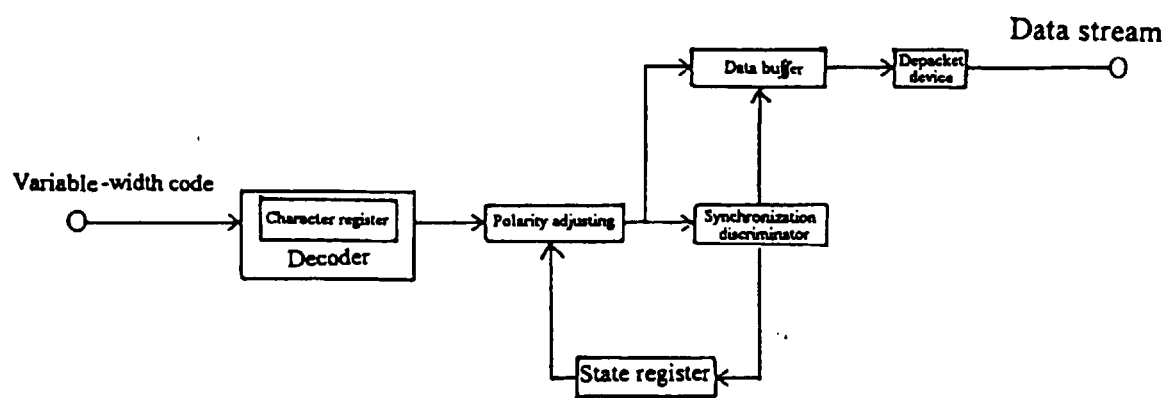 Data stream
Data buffer
Depacket
device
Variable-width code
Character register
Decoder
Polarity adjusting
Synchronization
discriminator
State register